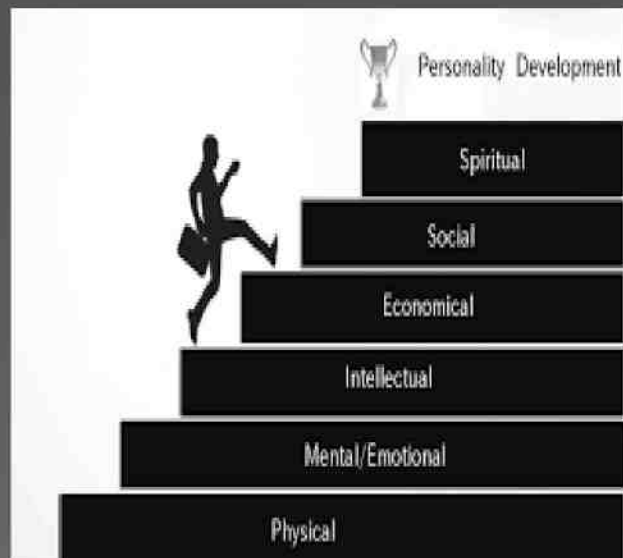 Personality Development
Spiritual
Social
Economical
Intellectual
Mental/Emotional
Physical